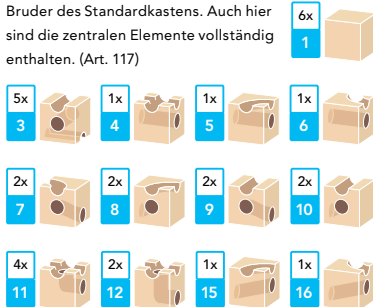 Bruder des Standardkastens. Auch hier
sind die zentralen Elemente vollständig
enthalten. (Art. 117)
6x
1
5x
3
1x
4
1x
5
1x
6
2x
7
2x
8
2x
9
2x
10
4x
11
2x
12
1x
15
1x
16